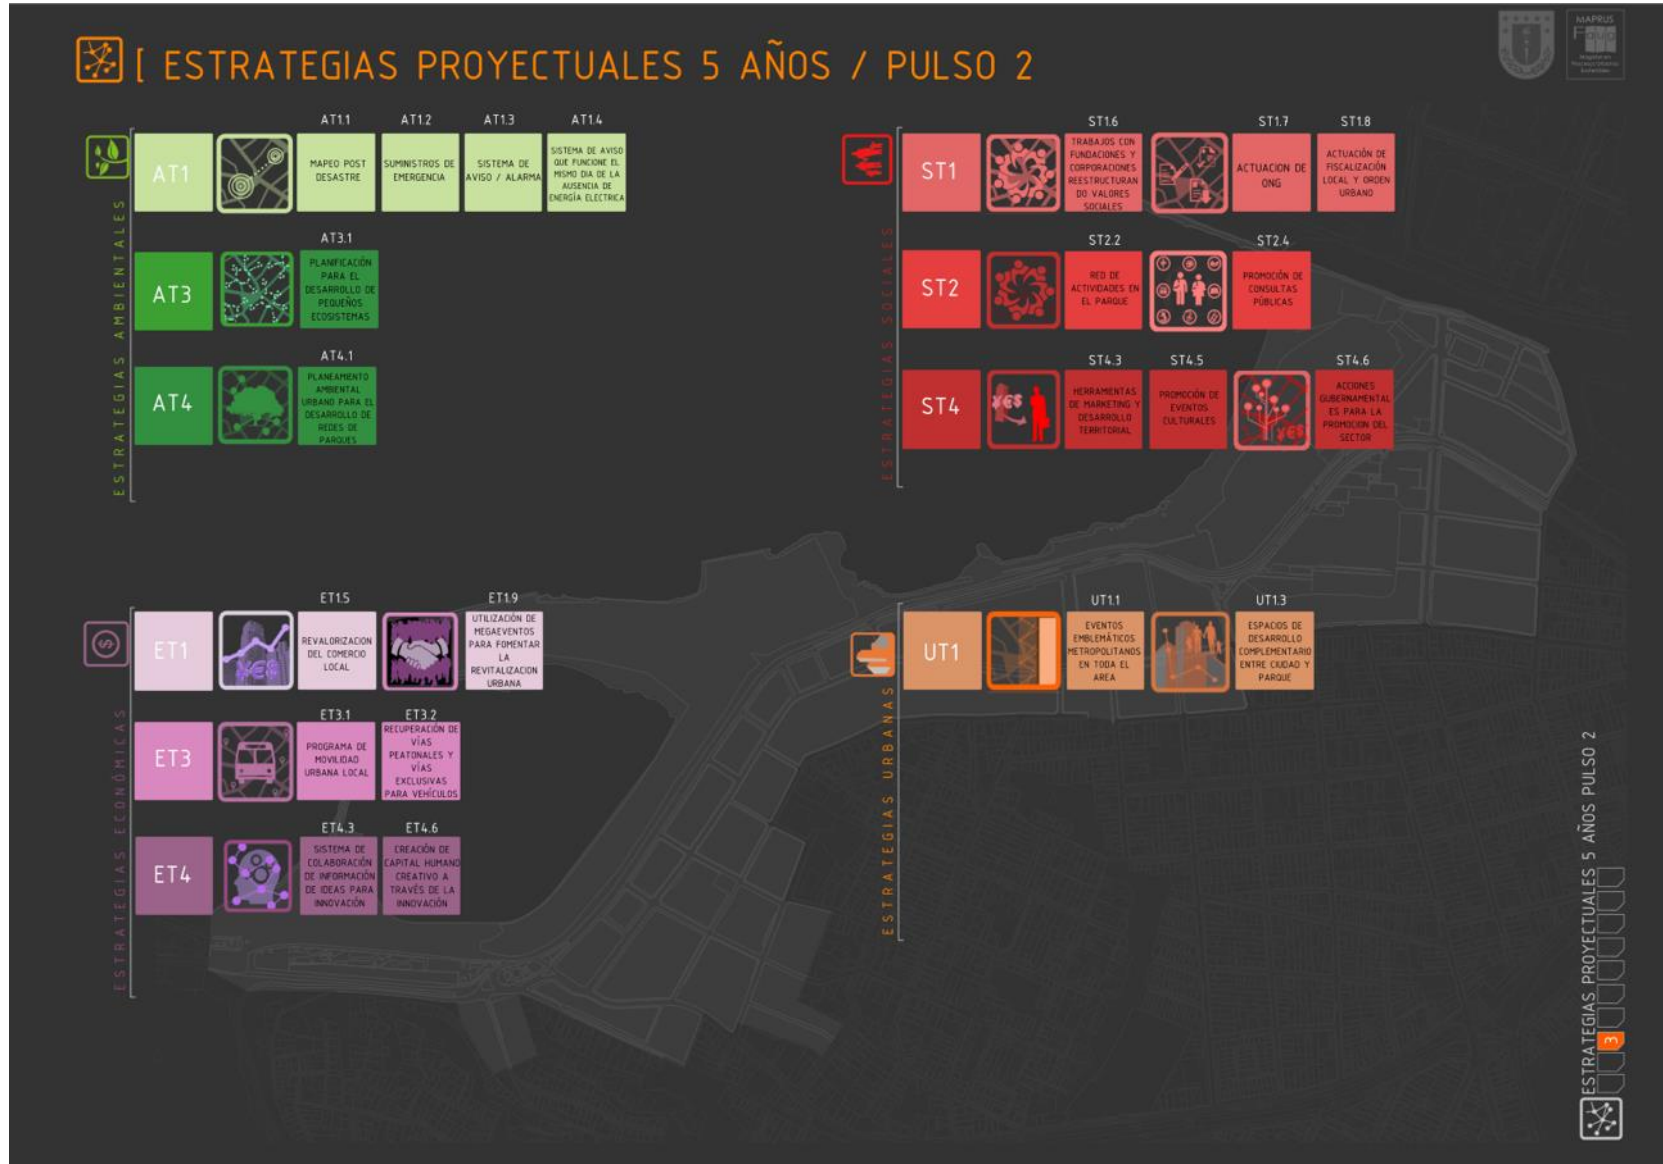 [ ESTRATEGIAS PROYECTUALES 5 AÑOS / PULSO 2
MAPRUS
ESTRATEGIAS AMBIENTALES
AT1
AT1.1
MAPEO POST
DESASTRE
AT1.2
SUMINISTROS DE
EMERGENCIA
AT1.3
SISTEMA DE
AVISO / ALARMA
AT1.4
SISTEMA DE AVISO
QUE FUNCIONE EL
MISMO DIA DE LA
AUSENCIA DE
ENERGÍA ELECTRICA
AT3
AT3.1
PLANIFICACIÓN
PARA EL
DESARROLLO DE
PEQUEÑOS
ECOSISTEMAS
AT4
AT4.1
PLANEAMIENTO
AMBIENTAL
URBANO PARA EL
DESARROLLO DE
REDES DE
PARQUES
ESTRATEGIAS SOCIALES
ST1
ST1.6
TRABAJOS CON
FUNDACIONES Y
CORPORACIONES
REESTRUCTURAN
DO VALORES
SOCIALES
ST1.7
ACTUACION DE
ONG
ST1.8
ACTUACIÓN DE
FISCALIZACIÓN
LOCAL Y ORDEN
URBANO
ST2
ST2.2
RED DE
ACTIVIDADES EN
EL PARQUE
ST2.4
PROMOCIÓN DE
CONSULTAS
PÚBLICAS
ST4
¥€$
ST4.3
HERRAMIENTAS
DE MARKETING Y
DESARROLLO
TERRITORIAL
ST4.5
PROMOCIÓN DE
EVENTOS
CULTURALES
¥€$
ST4.6
ACCIONES
GUBERNAMENTAL
ES PARA LA
PROMOCION DEL
SECTOR
ESTRATEGIAS ECONÓMICAS
ET1
¥€$
ET1.5
REVALORIZACION
DEL COMERCIO
LOCAL
ET1.9
UTILIZACIÓN DE
MEGAEVENTOS
PARA FOMENTAR
LA
REVITALIZACION
URBANA
ET3
ET3.1
PROGRAMA DE
MOVILIDAD
URBANA LOCAL
ET3.2
RECUPERACIÓN DE
VÍAS
PEATONALES Y
VÍAS
EXCLUSIVAS
PARA VEHÍCULOS
ET4
ET4.3
SISTEMA DE
COLABORACIÓN
DE INFORMACIÓN
DE IDEAS PARA
INNOVACIÓN
ET4.6
CREACIÓN DE
CAPITAL HUMANO
CREATIVO A
TRAVÉS DE LA
INNOVACIÓN
ESTRATEGIAS URBANAS
UT1
UT1.1
EVENTOS
EMBLEMÁTICOS
METROPOLITANOS
EN TODA EL
AREA
UT1.3
ESPACIOS DE
DESARROLLO
COMPLEMENTARIO
ENTRE CIUDAD Y
PARQUE
ESTRATEGIAS PROYECTUALES 5 AÑOS PULSO 2
3